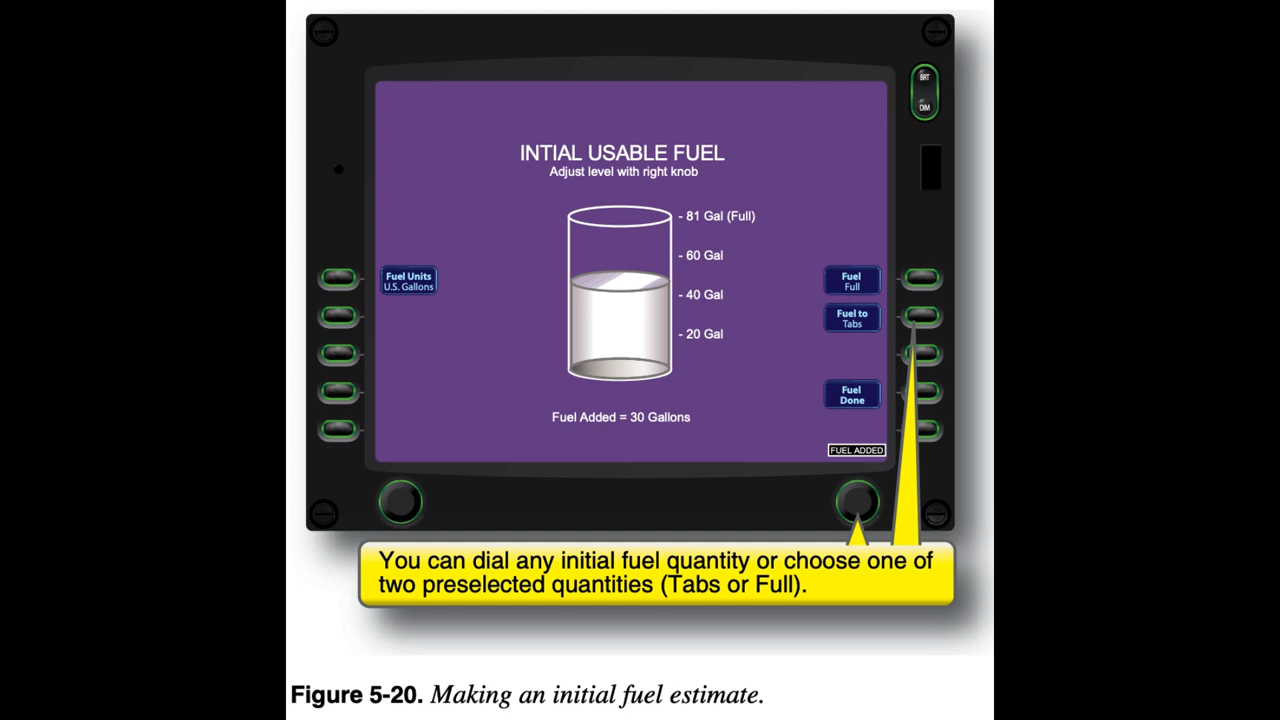 BRT
DIM
INTIAL USABLE FUEL
Adjust level with right knob
- 81 Gal (Full)
- 60 Gal
- 40 Gal
- 20 Gal
Fuel Units
U.S. Gallons
Fuel
Full
Fuel to
Tabs
Fuel
Done
Fuel Added = 30 Gallons
FUEL ADDED
You can dial any initial fuel quantity or choose one of
two preselected quantities (Tabs or Full).
Figure 5-20. Making an initial fuel estimate.